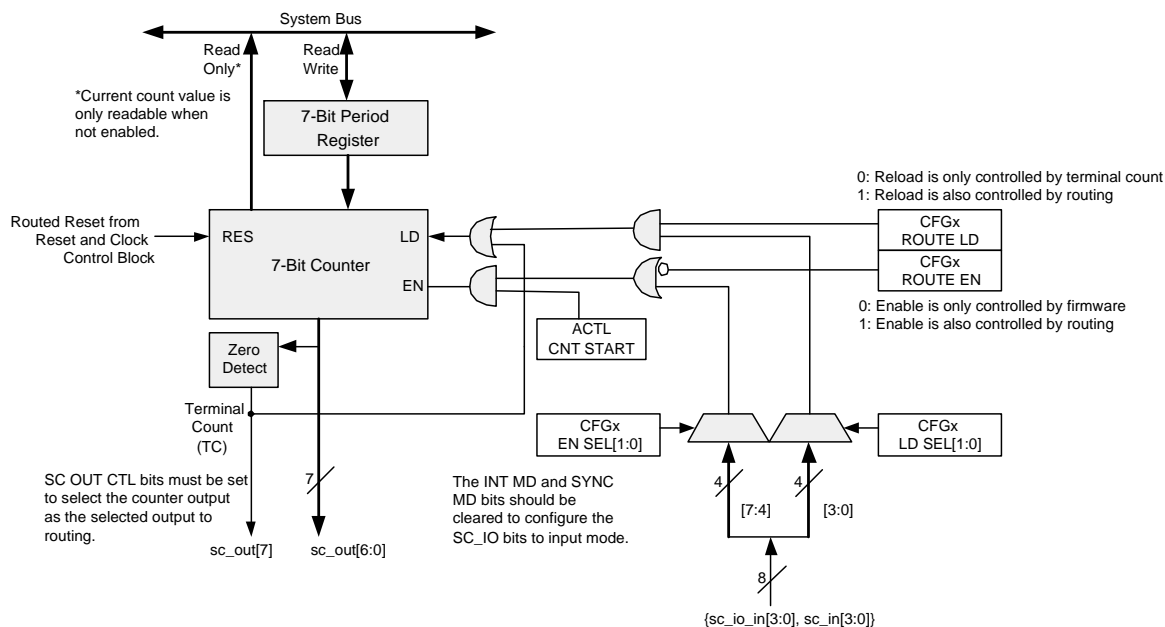 System Bus
Read
Only*
Read
Write
*Current count value is
only readable when
not enabled.
7-Bit Period
Register
0: Reload is only controlled by terminal count
1: Reload is also controlled by routing
Routed Reset from
Reset and Clock
Control Block
RES
LD
7-Bit Counter
EN
CFGx
ROUTE LD
CFGx
ROUTE EN
0: Enable is only controlled by firmware
1: Enable is also controlled by routing
ACTL
CNT START
Zero
Detect
Terminal
Count
(TC)
CFGx
EN SEL[1:0]
CFGx
LD SEL[1:0]
SC OUT CTL bits must be set
to select the counter output
as the selected output to
routing.
7
The INT MD and SYNC
MD bits should be
cleared to configure the
SC_IO bits to input mode.
4
4
[7:4]
[3:0]
sc_out[7]
sc_out[6:0]
8
{sc_io_in[3:0], sc_in[3:0]}